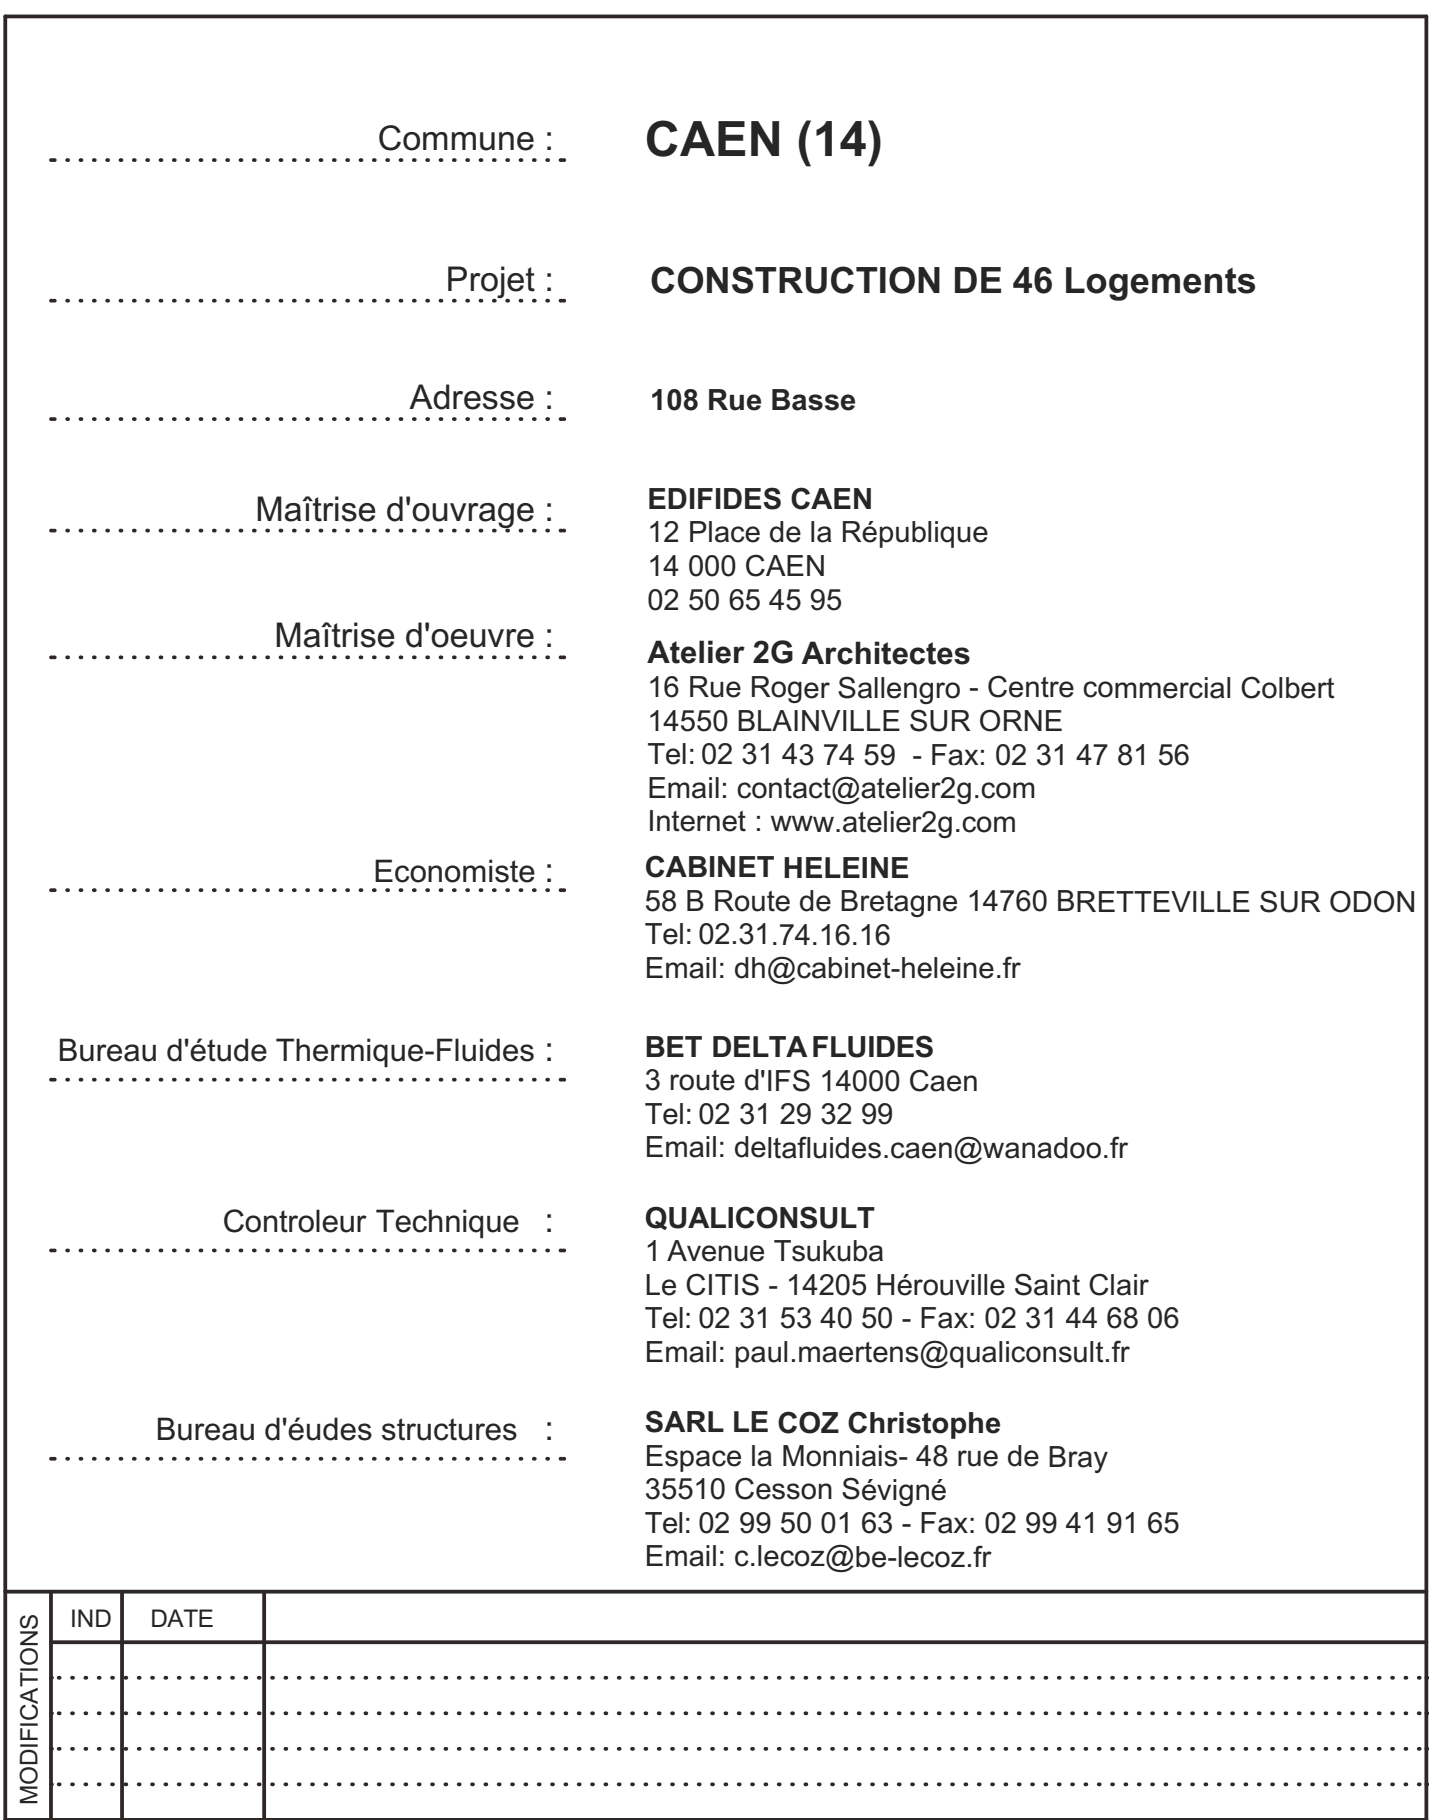 Commune : CAEN (14)
Projet : CONSTRUCTION DE 46 Logements
Adresse : 108 Rue Basse
Maîtrise d'ouvrage : EDIFIDES CAEN
12 Place de la République
14 000 CAEN
02 50 65 45 95
Maîtrise d'oeuvre : Atelier 2G Architectes
16 Rue Roger Sallengro - Centre commercial Colbert
14550 BLAINVILLE SUR ORNE
Tel: 02 31 43 74 59 - Fax: 02 31 47 81 56
Email: contact@atelier2g.com
Internet : www.atelier2g.com
Economiste : CABINET HELEINE
58 B Route de Bretagne 14760 BRETTEVILLE SUR ODON
Tel: 02.31.74.16.16
Email: dh@cabinet-heleine.fr
Bureau d'étude Thermique-Fluides : BET DELTA FLUIDES
3 route d'IFS 14000 Caen
Tel: 02 31 29 32 99
Email: deltafluides.caen@wanadoo.fr
Controleur Technique : QUALICONSULT
1 Avenue Tsukuba
Le CITIS - 14205 Hérouville Saint Clair
Tel: 02 31 53 40 50 - Fax: 02 31 44 68 06
Email: paul.maertens@qualiconsult.fr
Bureau d'éudes structures : SARL LE COZ Christophe
Espace la Monniais- 48 rue de Bray
35510 Cesson Sévigné
Tel: 02 99 50 01 63 - Fax: 02 99 41 91 65
Email: c.lecoz@be-lecoz.fr
MODIFICATIONS
IND DATE